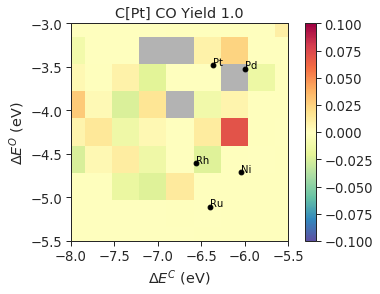 C[Pt] CO Yield 1.0
ΔE^O (eV)
−3.0
−3.5
−4.0
−4.5
−5.0
−5.5
Pt
Pd
Rh
Ni
Ru
−8.0 −7.5 −7.0 −6.5 −6.0 −5.5
ΔE^C (eV)
0.100
0.075
0.050
0.025
0.000
−0.025
−0.050
−0.075
−0.100